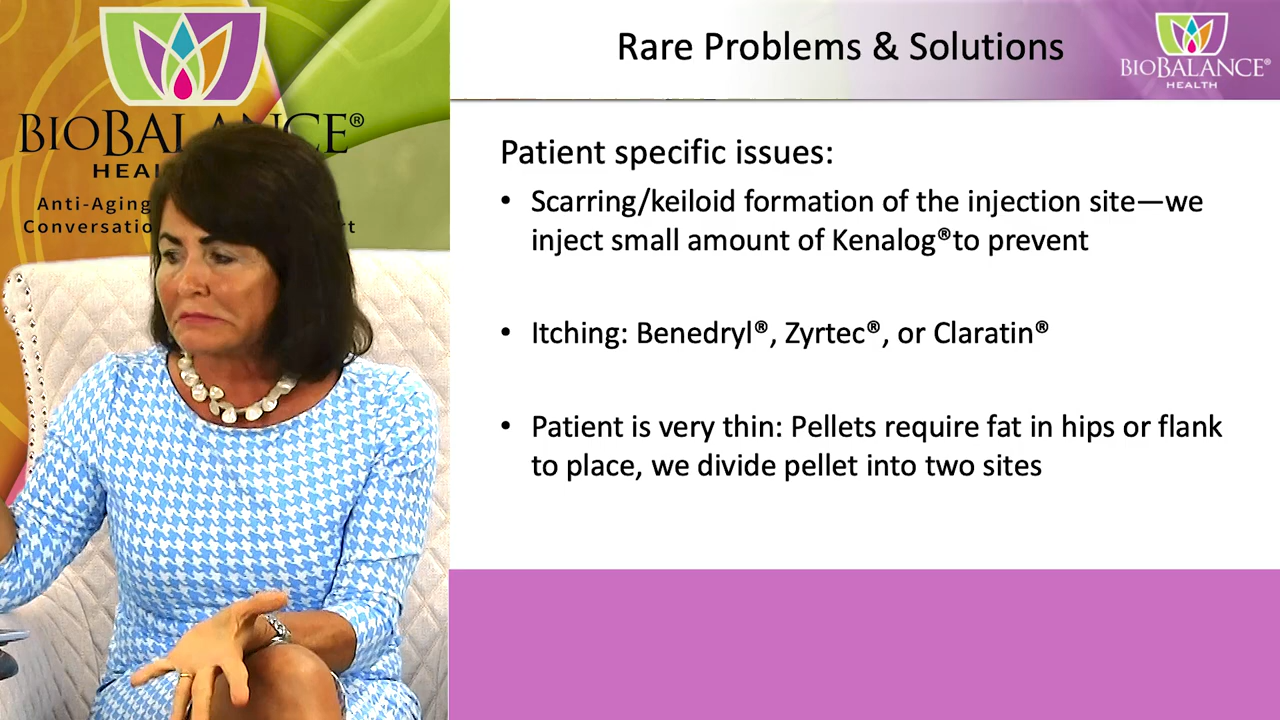 BIOBALANCE®
HEAL
Anti-Aging
Conversatio rt
Rare Problems & Solutions
BIOBALANCE®
HEALTH
Patient specific issues:
• Scarring/keiloid formation of the injection site—we
inject small amount of Kenalog®to prevent
• Itching: Benedryl®, Zyrtec®, or Claratin®
• Patient is very thin: Pellets require fat in hips or flank
to place, we divide pellet into two sites